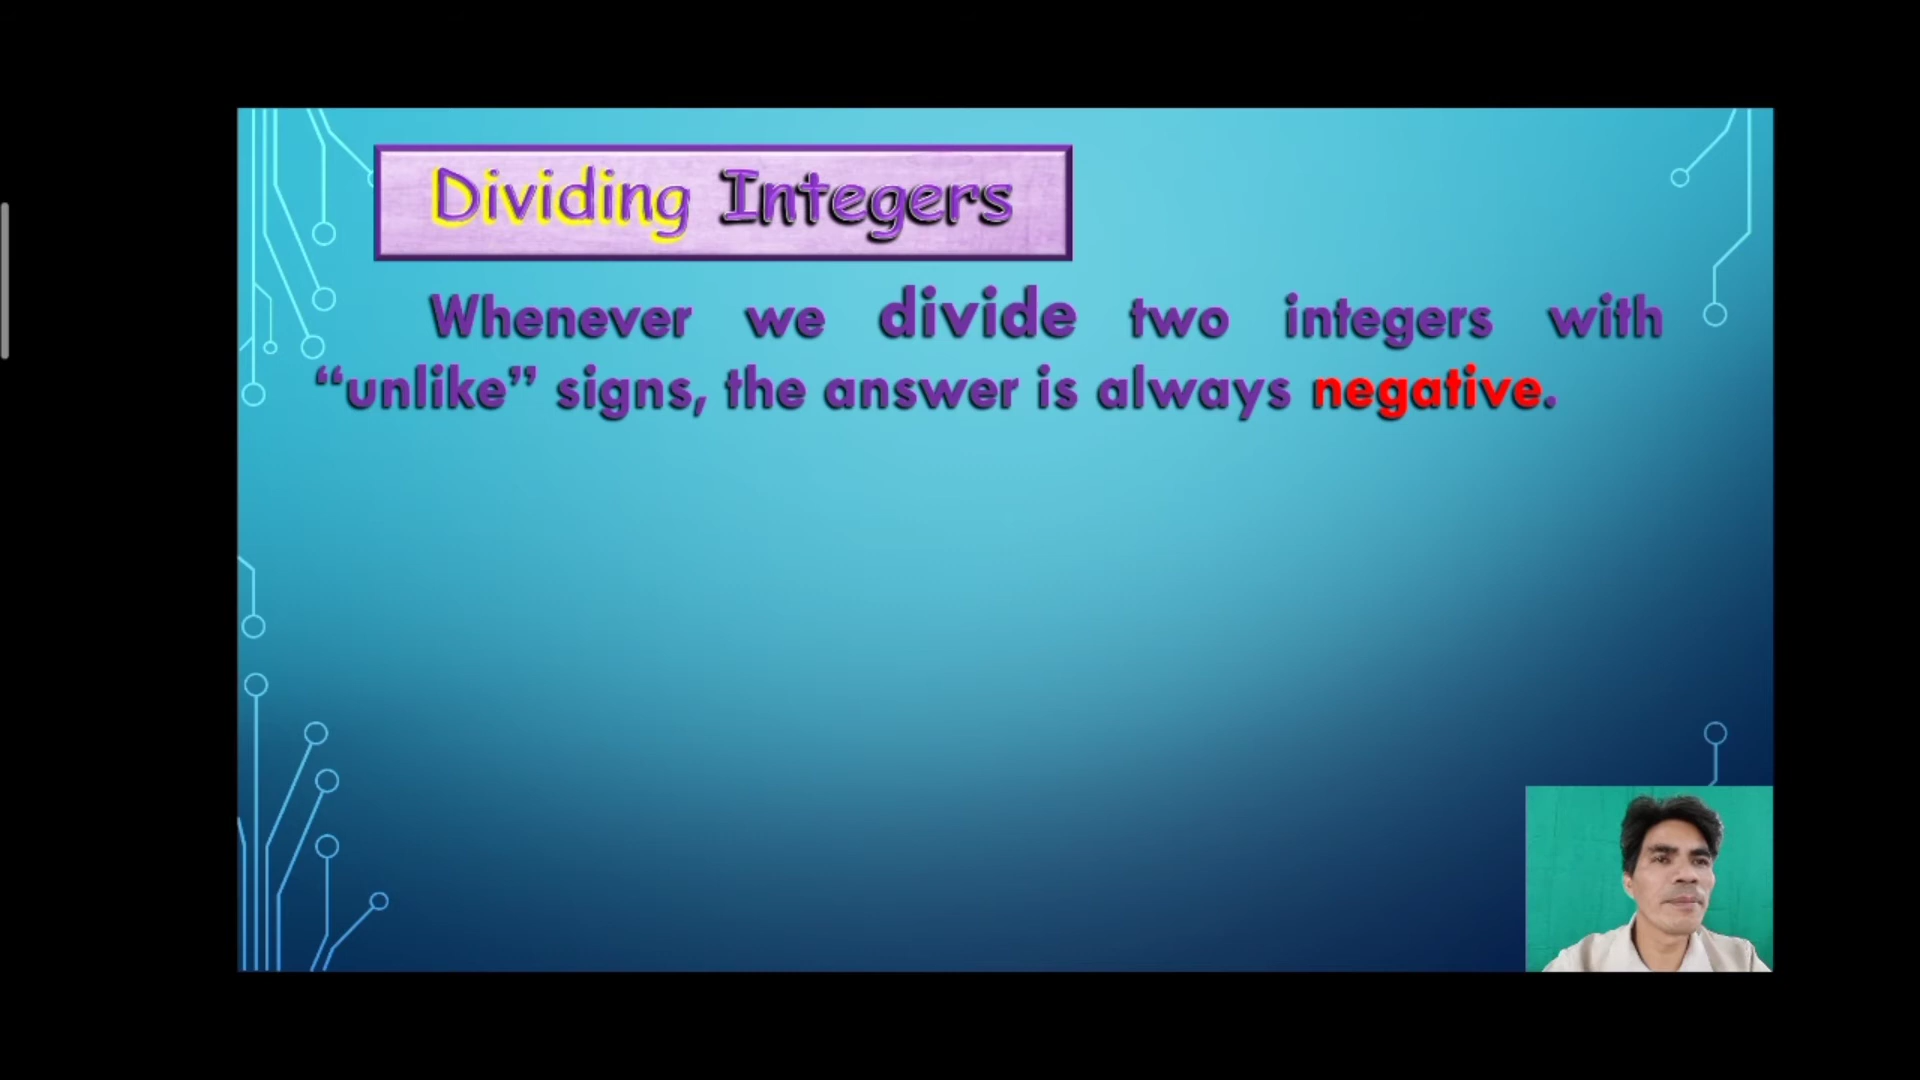 Dividing Integers
Whenever we divide two integers with
“unlike” signs, the answer is always negative.